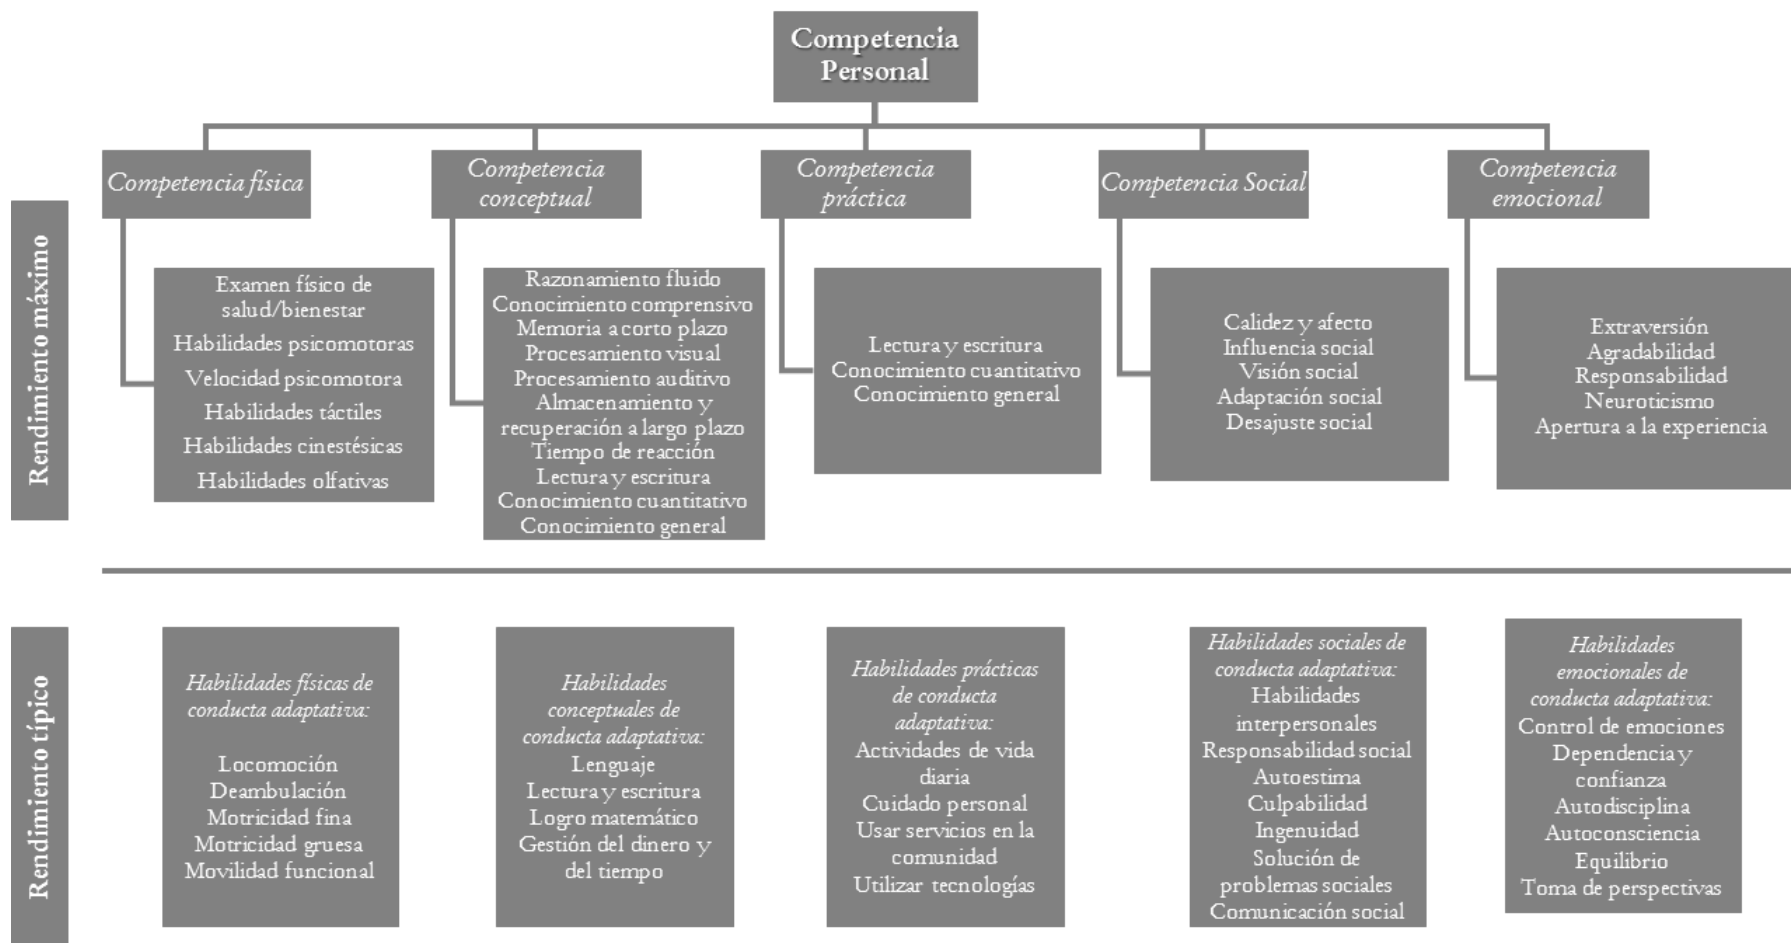 Competencia
Personal
Competencia física
Competencia
conceptual
Competencia
práctica
Competencia Social
Competencia
emocional
Rendimiento máximo
Examen físico de
salud/bienestar
Habilidades psicomotoras
Velocidad psicomotora
Habilidades táctiles
Habilidades cinestésicas
Habilidades olfativas
Razonamiento fluido
Conocimiento comprensivo
Memoria a corto plazo
Procesamiento visual
Procesamiento auditivo
Almacenamiento y
recuperación a largo plazo
Tiempo de reacción
Lectura y escritura
Conocimiento cuantitativo
Conocimiento general
Lectura y escritura
Conocimiento cuantitativo
Conocimiento general
Calidez y afecto
Influencia social
Visión social
Adaptación social
Desajuste social
Extraversión
Agradabilidad
Responsabilidad
Neuroticismo
Apertura a la experiencia
Rendimiento típico
Habilidades físicas de
conducta adaptativa:
Locomoción
Deambulación
Motricidad fina
Motricidad gruesa
Movilidad funcional
Habilidades
conceptuales de
conducta adaptativa:
Lenguaje
Lectura y escritura
Logro matemático
Gestión del dinero y
del tiempo
Habilidades prácticas
de conducta
adaptativa:
Actividades de vida
diaria
Cuidado personal
Usar servicios en la
comunidad
Utilizar tecnologías
Habilidades sociales de
conducta adaptativa:
Habilidades
interpersonales
Responsabilidad social
Autoestima
Culpabilidad
Ingenuidad
Solución de
problemas sociales
Comunicación social
Habilidades
emocionales de
conducta adaptativa:
Control de emociones
Dependencia y
confianza
Autodisciplina
Autoconsciencia
Equilibrio
Toma de perspectivas